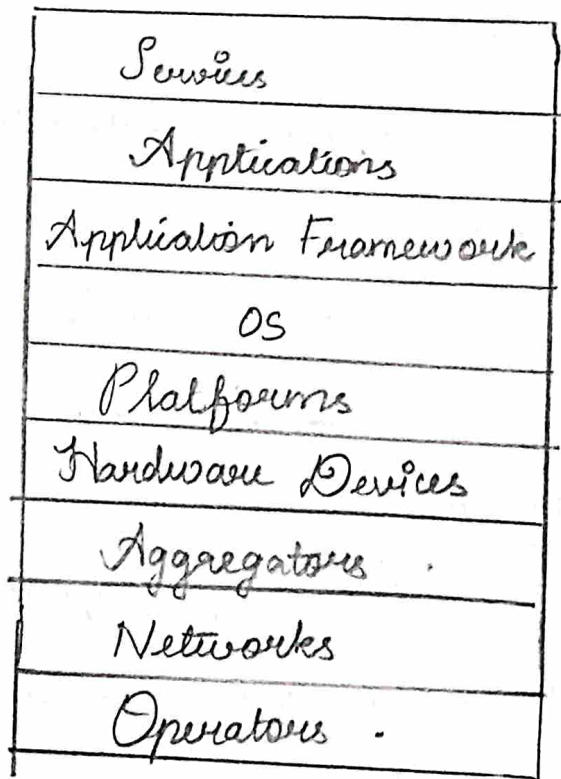 Services
Applications
Application Framework
OS
Platforms
Hardware Devices
Aggregators .
Networks
Operators .